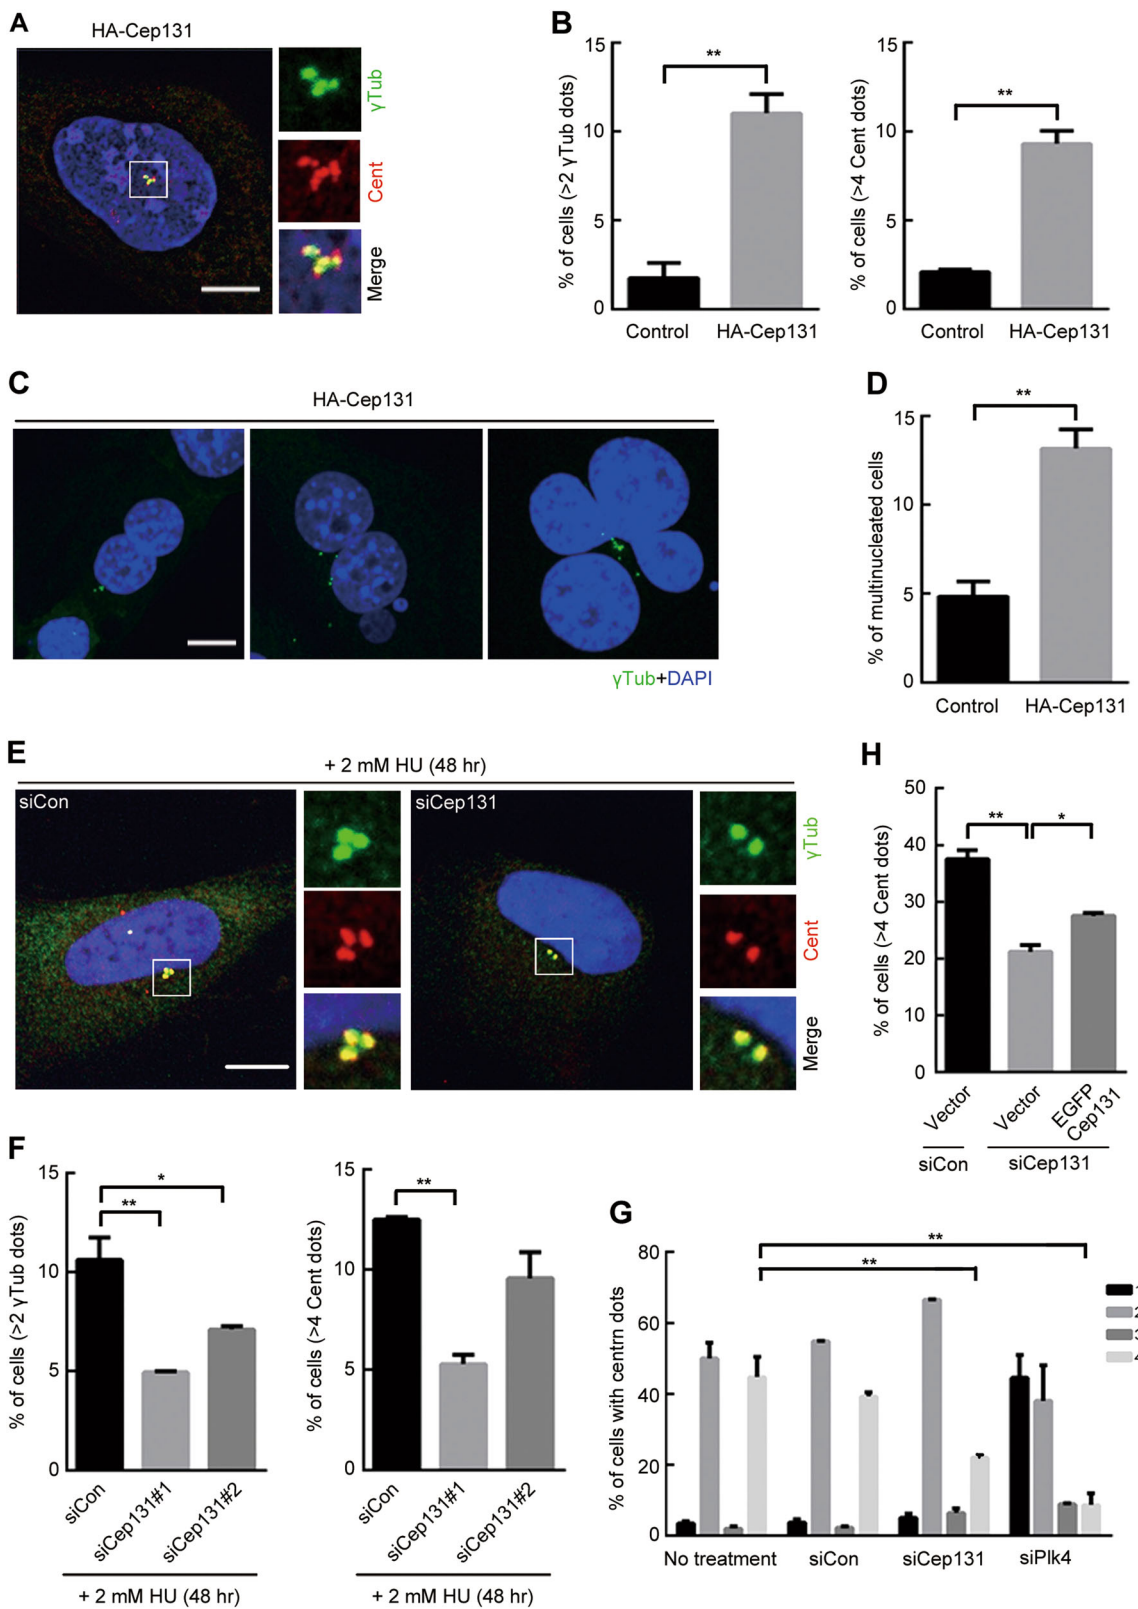 A
HA-Cep131
γTub
Cent
Merge
B
% of cells (>2 γTub dots)
15
10
5
0
**
Control
HA-Cep131
% of cells (>4 Cent dots)
15
10
5
0
**
Control
HA-Cep131
C
HA-Cep131
γTub+DAPI
D
% of multinucleated cells
15
10
5
0
**
Control
HA-Cep131
E
+ 2 mM HU (48 hr)
siCon
siCep131
γTub
Cent
Merge
H
% of cells (>4 Cent dots)
50
40
30
20
10
0
**
*
Vector
Vector
EGFP
Cep131
siCon
siCep131
F
% of cells (>2 γTub dots)
15
10
5
0
*
**
siCon
siCep131#1
siCep131#2
+ 2 mM HU (48 hr)
% of cells (>4 Cent dots)
15
10
5
0
**
siCon
siCep131#1
siCep131#2
+ 2 mM HU (48 hr)
G
% of cells with centrn dots
80
60
40
20
0
**
**
1
2
3
4
No treatment
siCon
siCep131
siPlk4